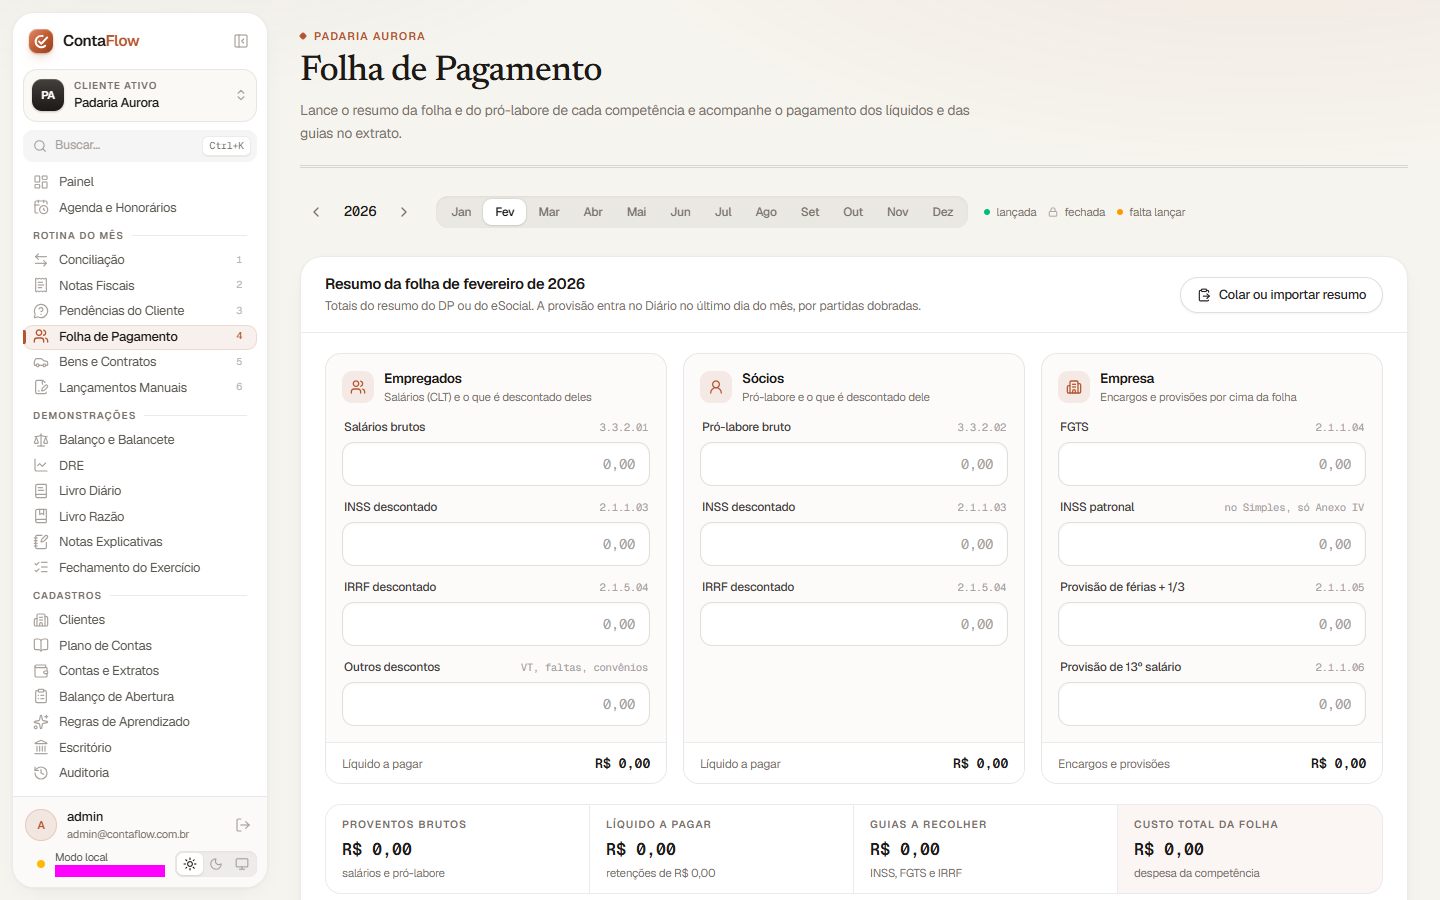 ContaFlow
PA
CLIENTE ATIVO
Padaria Aurora
Buscar...
Ctrl+K
Painel
Agenda e Honorários
ROTINA DO MÊS
Conciliação 1
Notas Fiscais 2
Pendências do Cliente 3
Folha de Pagamento 4
Bens e Contratos 5
Lançamentos Manuais 6
DEMONSTRAÇÕES
Balanço e Balancete
DRE
Livro Diário
Livro Razão
Notas Explicativas
Fechamento do Exercício
CADASTROS
Clientes
Plano de Contas
Contas e Extratos
Balanço de Abertura
Regras de Aprendizado
Escritório
Auditoria
A
admin
admin@contaflow.com.br
Modo local
PADARIA AURORA
Folha de Pagamento
Lance o resumo da folha e do pró-labore de cada competência e acompanhe o pagamento dos líquidos e das
guias no extrato.
2026
Jan Fev Mar Abr Mai Jun Jul Ago Set Out Nov Dez
lançada fechada falta lançar
Resumo da folha de fevereiro de 2026
Totais do resumo do DP ou do eSocial. A provisão entra no Diário no último dia do mês, por partidas dobradas.
Colar ou importar resumo
Empregados
Salários (CLT) e o que é descontado deles
Salários brutos 3.3.2.01
0,00
INSS descontado 2.1.1.03
0,00
IRRF descontado 2.1.5.04
0,00
Outros descontos VT, faltas, convênios
0,00
Líquido a pagar R$ 0,00
Sócios
Pró-labore e o que é descontado dele
Pró-labore bruto 3.3.2.02
0,00
INSS descontado 2.1.1.03
0,00
IRRF descontado 2.1.5.04
0,00
Líquido a pagar R$ 0,00
Empresa
Encargos e provisões por cima da folha
FGTS 2.1.1.04
0,00
INSS patronal no Simples, só Anexo IV
0,00
Provisão de férias + 1/3 2.1.1.05
0,00
Provisão de 13º salário 2.1.1.06
0,00
Encargos e provisões R$ 0,00
PROVENTOS BRUTOS
R$ 0,00
salários e pró-labore
LÍQUIDO A PAGAR
R$ 0,00
retenções de R$ 0,00
GUIAS A RECOLHER
R$ 0,00
INSS, FGTS e IRRF
CUSTO TOTAL DA FOLHA
R$ 0,00
despesa da competência